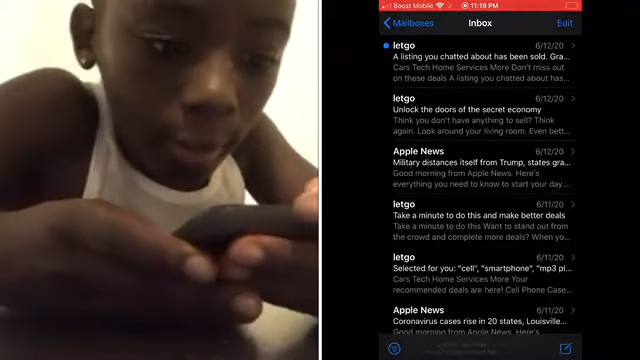 Boost Mobile 11:19 PM
Mailboxes Inbox Edit
letgo 6/12/20
A listing you chatted about has been sold. Gra...
Cars Tech Home Services More Don't miss out
on these deals A listing you chatted about has...
letgo 6/12/20
Unlock the doors of the secret economy
Think you don't have anything to sell? Think
again. Look around your living room. Even bett...
Apple News 6/12/20
Military distances itself from Trump, states gra...
Good morning from Apple News. Here's
everything you need to know to start your day....
letgo 6/11/20
Take a minute to do this and make better deals
Take a minute to do this Want to stand out from
the crowd and complete more deals? When yo...
letgo 6/11/20
Selected for you: "cell", "smartphone", "mp3 pl...
Cars Tech Home Services More Your
recommended deals are here! Cell Phone Case...
Apple News 6/11/20
Coronavirus cases rise in 20 states, Louisville...
Good morning from Apple News. Here's